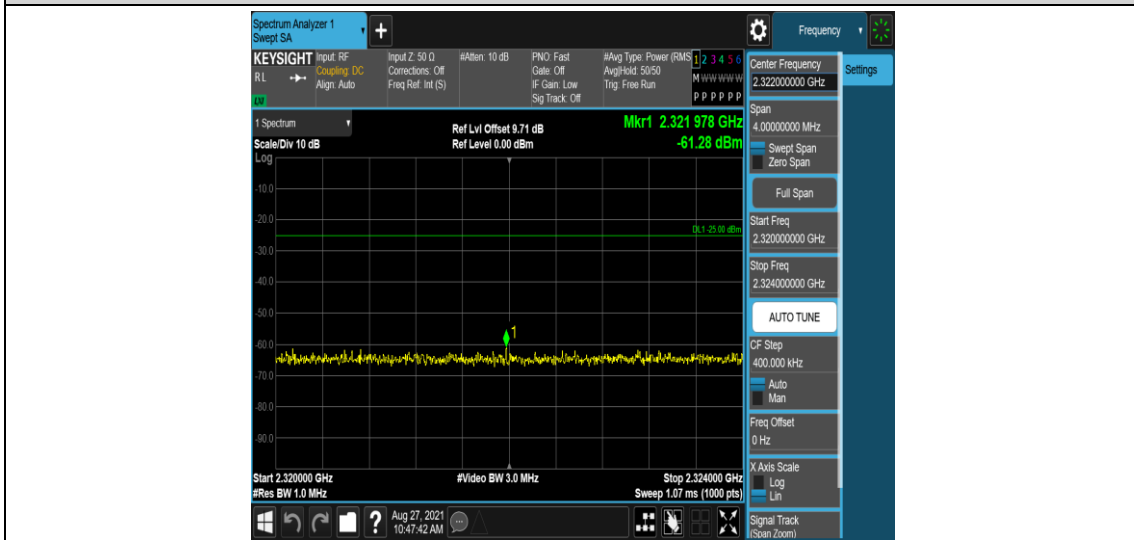 Spectrum Analyzer 1
Swept SA
+
Frequency
KEYSIGHT
RL
LXI
Input: RF
Coupling: DC
Align: Auto
Input Z: 50 Ω
Corrections: Off
Freq Ref: Int (S)
#Atten: 10 dB
PNO: Fast
Gate: Off
IF Gain: Low
Sig Track: Off
#Avg Type: Power (RMS
Avg|Hold: 50/50
Trig: Free Run
1 2 3 4 5 6
M W W W W W
P P P P P P
1 Spectrum
Scale/Div 10 dB
Ref Lvl Offset 9.71 dB
Ref Level 0.00 dBm
Mkr1 2.321 978 GHz
-61.28 dBm
Log
-10.0
-20.0
DL1 -25.00 dBm
-30.0
-40.0
-50.0
1
-60.0
-70.0
-80.0
-90.0
Start 2.320000 GHz
#Res BW 1.0 MHz
#Video BW 3.0 MHz
Stop 2.324000 GHz
Sweep 1.07 ms (1000 pts)
?
Aug 27, 2021
10:47:42 AM
Center Frequency
2.322000000 GHz
Settings
Span
4.00000000 MHz
Swept Span
Zero Span
Full Span
Start Freq
2.320000000 GHz
Stop Freq
2.324000000 GHz
AUTO TUNE
CF Step
400.000 kHz
Auto
Man
Freq Offset
0 Hz
X Axis Scale
Log
Lin
Signal Track
(Span Zoom)